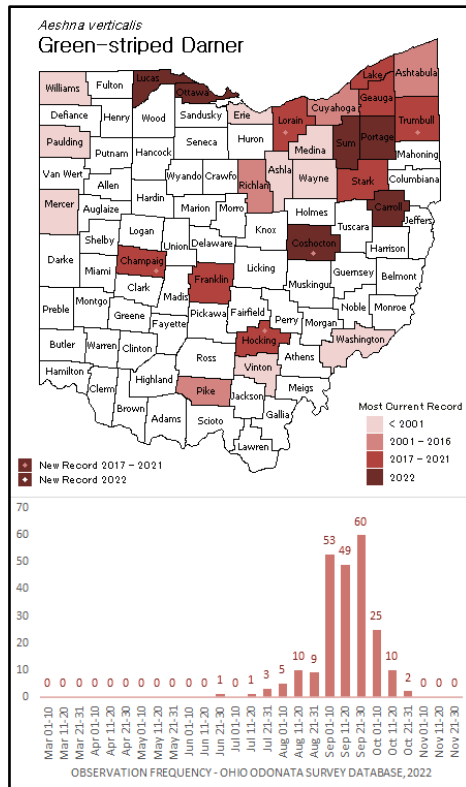 Aeshna verticalis
Green-striped Darner
Williams
Fulton
Lucas
Ottawa
Lake
Ashtabula
Geauga
Cuyahoga
Trumbull
Defiance
Henry
Wood
Sandusky
Erie
Lorain
Paulding
Putnam
Hancock
Seneca
Huron
Medina
Sum
Portage
Mahoning
Van Wert
Allen
Wyando
Crawfo
Richlan
Ashla
Wayne
Stark
Columbiana
Mercer
Auglaize
Hardin
Marion
Morro
Holmes
Carroll
Tuscara
Jeffers
Logan
Union
Delaware
Knox
Coshocton
Harrison
Shelby
Darke
Miami
Champaig
Franklin
Licking
Muskingu
Guernsey
Belmont
Clark
Madis
Preble
Montgo
Greene
Fayette
Pickawa
Fairfield
Perry
Morgan
Noble
Monroe
Butler
Warren
Clinton
Ross
Hocking
Athens
Washington
Hamilton
Clerm
Highland
Vinton
Meigs
Brown
Adams
Pike
Scioto
Jackson
Gallia
Lawren
Most Current Record
< 2001
2001 - 2016
2017 - 2021
2022
New Record 2017 - 2021
New Record 2022
70
60
50
40
30
20
10
0
0 0 0 0 0 0 0 0 0 0 0 1 0 1 3 5 10 9 53 49 60 25 10 2 0 0 0
Mar 01-10
Mar 11-20
Mar 21-31
Apr 01-10
Apr 11-20
Apr 21-30
May 01-10
May 11-20
May 21-31
Jun 01-10
Jun 11-20
Jun 21-30
Jul 01-10
Jul 11-20
Jul 21-31
Aug 01-10
Aug 11-20
Aug 21-31
Sep 01-10
Sep 11-20
Sep 21-30
Oct 01-10
Oct 11-20
Oct 21-31
Nov 01-10
Nov 11-20
Nov 21-30
OBSERVATION FREQUENCY - OHIO ODONATA SURVEY DATABASE, 2022